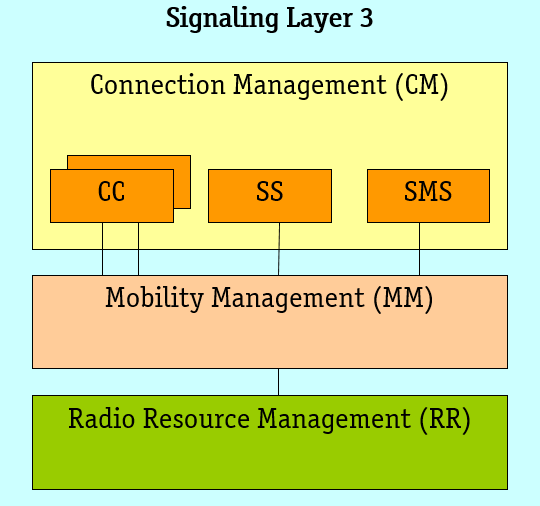 Signaling Layer 3
Connection Management (CM)
CC
SS
SMS
Mobility Management (MM)
Radio Resource Management (RR)